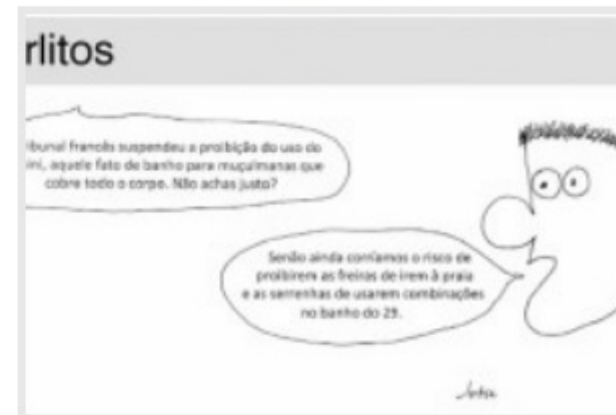 rlitos
ibunal francês suspendeu a proibição do uso do
ini, aquele fato de banho para muçulmanas que
cobre todo o corpo. Não achas justo?
Senão ainda corríamos o risco de
proibirem as freiras de irem à praia
e as serrenhas de usarem combinações
no banho do 29.